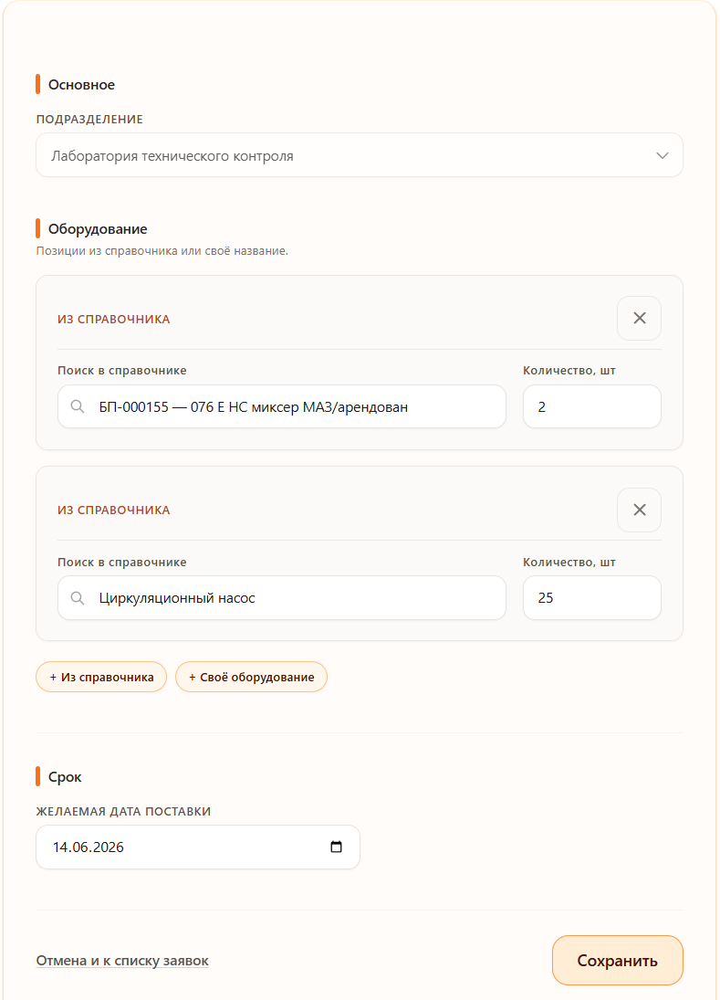 Основное
ПОДРАЗДЕЛЕНИЕ
Лаборатория технического контроля
Оборудование
Позиции из справочника или своё название.
ИЗ СПРАВОЧНИКА
Поиск в справочнике Количество, шт
БП-000155 — 076 Е НС миксер МАЗ/арендован 2
ИЗ СПРАВОЧНИКА
Поиск в справочнике Количество, шт
Циркуляционный насос 25
+ Из справочника + Своё оборудование
Срок
ЖЕЛАЕМАЯ ДАТА ПОСТАВКИ
14.06.2026
Отмена и к списку заявок Сохранить